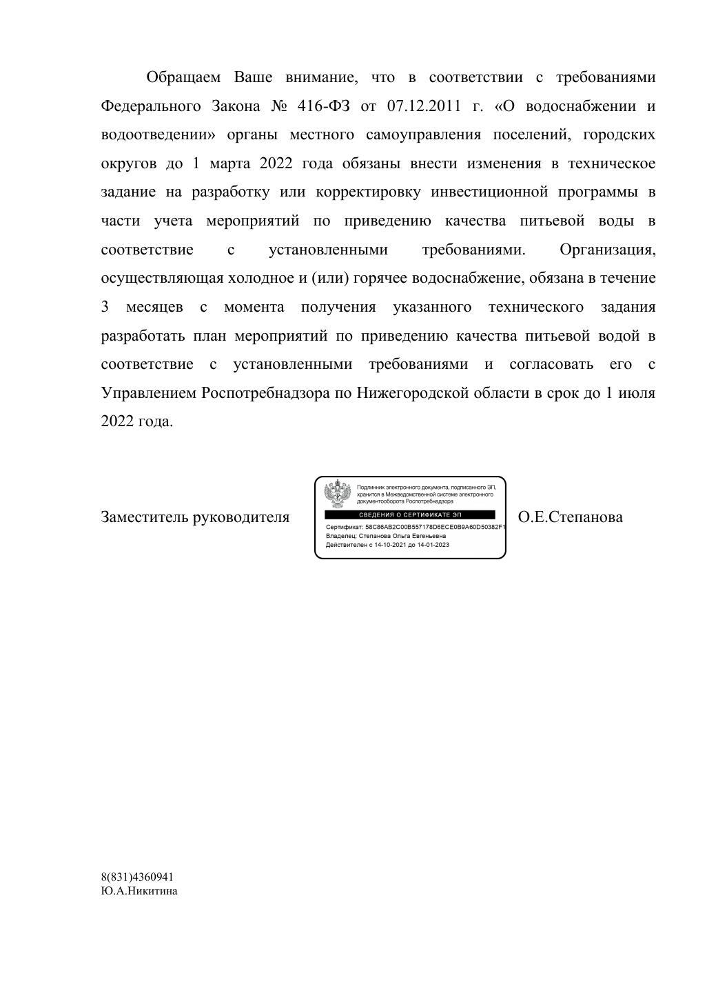 Обращаем Ваше внимание, что в соответствии с требованиями
Федерального Закона № 416-ФЗ от 07.12.2011 г. «О водоснабжении и
водоотведении» органы местного самоуправления поселений, городских
округов до 1 марта 2022 года обязаны внести изменения в техническое
задание на разработку или корректировку инвестиционной программы в
части учета мероприятий по приведению качества питьевой воды в
соответствие с установленными требованиями. Организация,
осуществляющая холодное и (или) горячее водоснабжение, обязана в течение
3 месяцев с момента получения указанного технического задания
разработать план мероприятий по приведению качества питьевой водой в
соответствие с установленными требованиями и согласовать его с
Управлением Роспотребнадзора по Нижегородской области в срок до 1 июля
2022 года.
Заместитель руководителя
Подлинник электронного документа, подписанного ЭП,
хранится в Межведомственной системе электронного
документооборота Роспотребнадзора
СВЕДЕНИЯ О СЕРТИФИКАТЕ ЭП
Сертификат: 58C86AB2C00B557178D6ECE0B9A60D50382F1
Владелец: Степанова Ольга Евгеньевна
Действителен с 14-10-2021 до 14-01-2023
О.Е.Степанова
8(831)4360941
Ю.А.Никитина